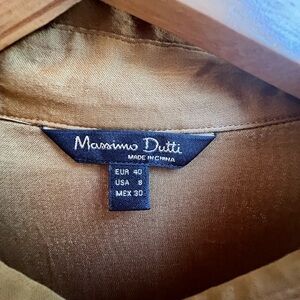 Massimo Dutti
MADE IN CHINA
EUR 40
USA 8
MEX 30